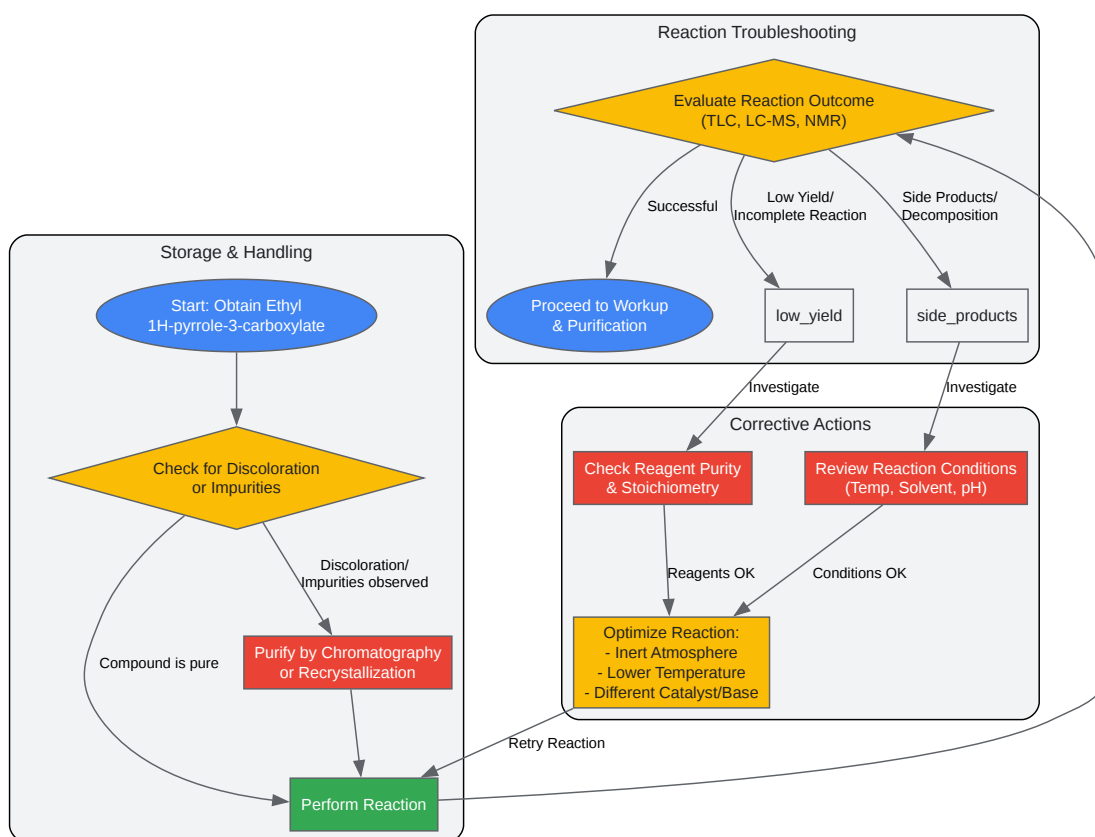 Reaction Troubleshooting
Evaluate Reaction Outcome
(TLC, LC-MS, NMR)
Successful
Low Yield/
Incomplete Reaction
Side Products/
Decomposition
Proceed to Workup
& Purification
low_yield
side_products
Investigate
Investigate
Storage & Handling
Start: Obtain Ethyl
1H-pyrrole-3-carboxylate
Check for Discoloration
or Impurities
Discoloration/
Impurities observed
Compound is pure
Purify by Chromatography
or Recrystallization
Perform Reaction
Corrective Actions
Check Reagent Purity
& Stoichiometry
Review Reaction Conditions
(Temp, Solvent, pH)
Reagents OK
Conditions OK
Optimize Reaction:
- Inert Atmosphere
- Lower Temperature
- Different Catalyst/Base
Retry Reaction